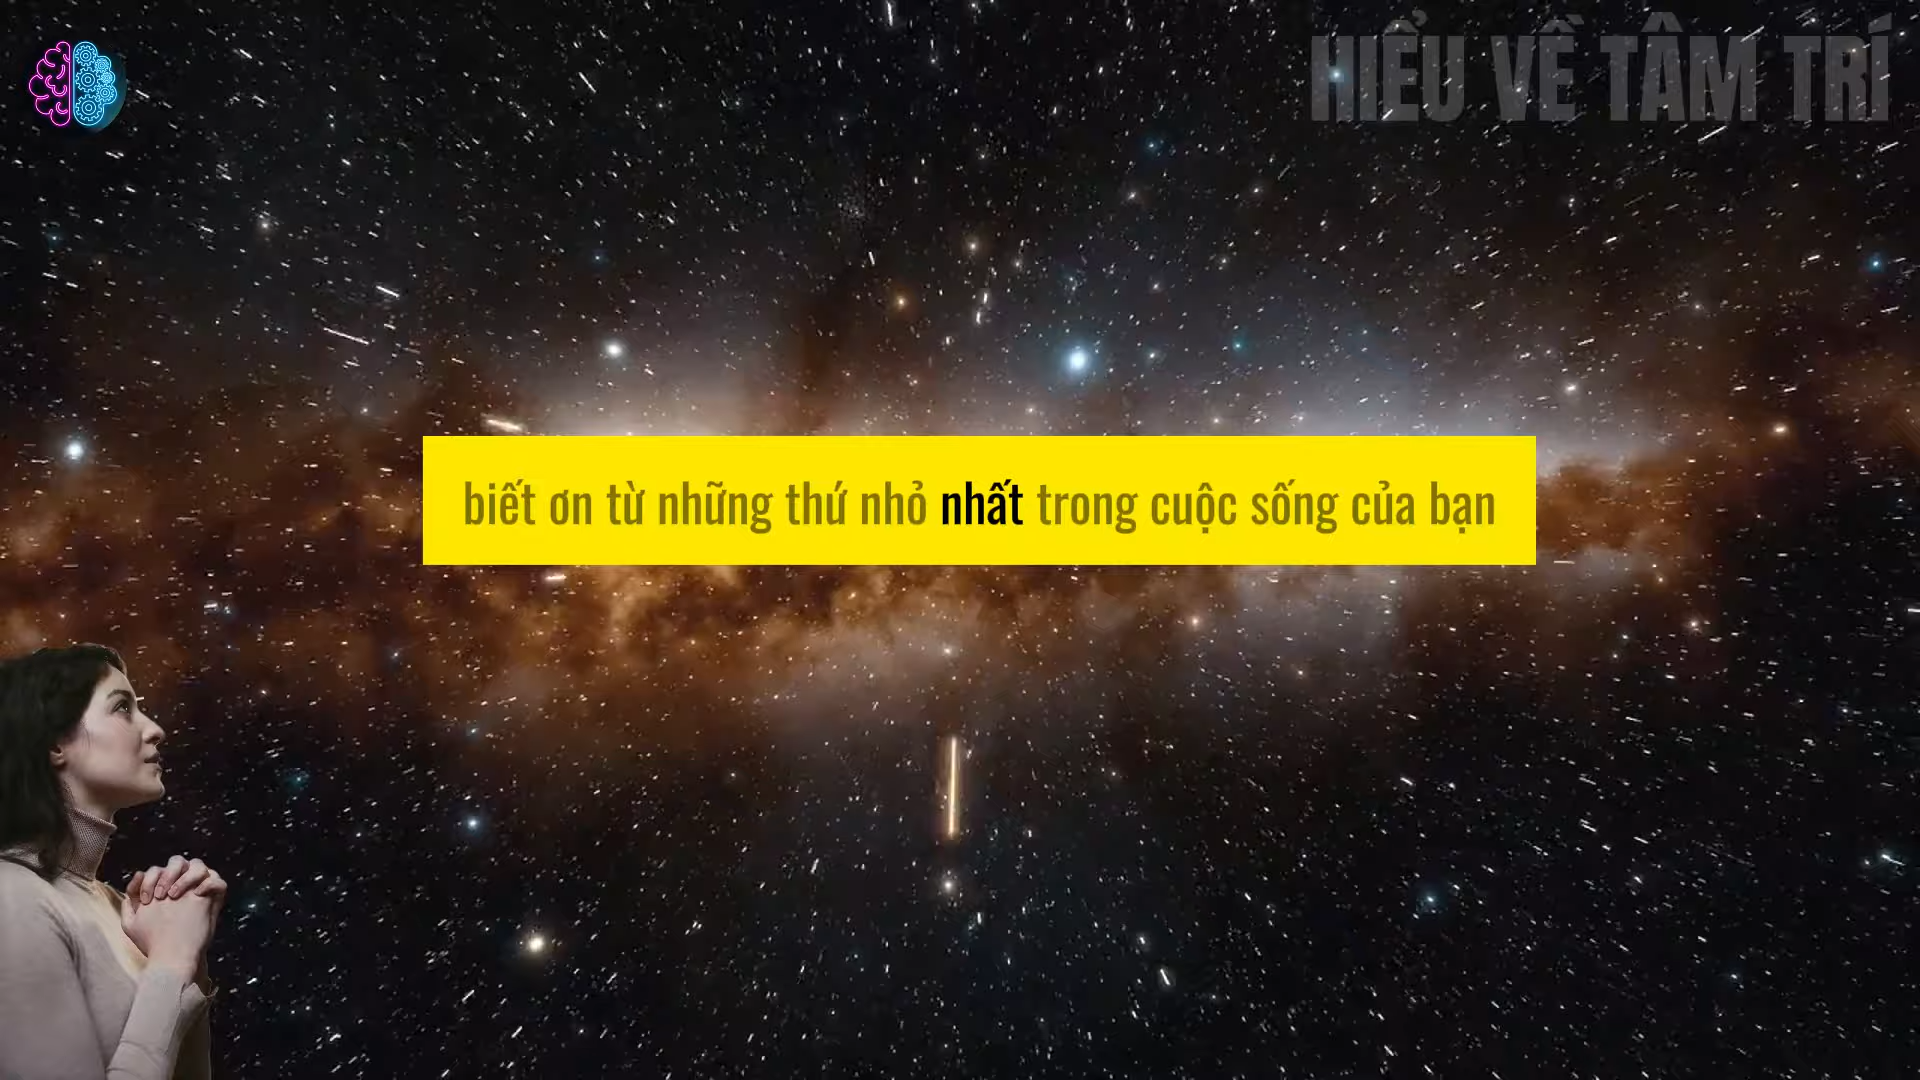 HIỂU VỀ TÂM TRÍ
biết ơn từ những thứ nhỏ nhất trong cuộc sống của bạn